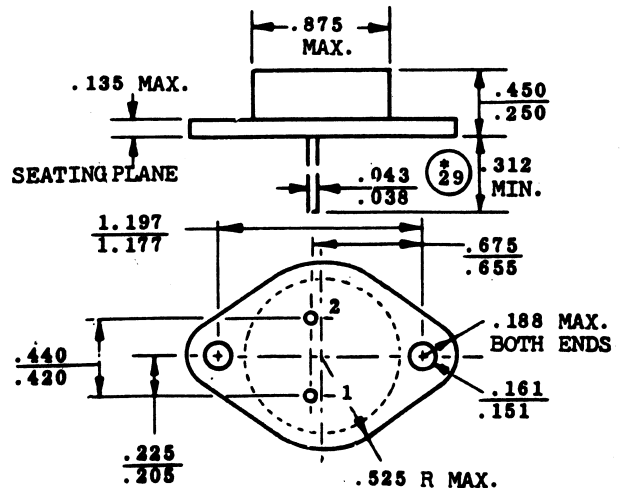 .875
MAX.
.135 MAX.
.450
.250
SEATING PLANE
.043
.038
*
29
.312
MIN.
1.197
1.177
.675
.655
2
.188 MAX.
BOTH ENDS
.440
.420
1
.161
.151
.225
.205
.525 R MAX.